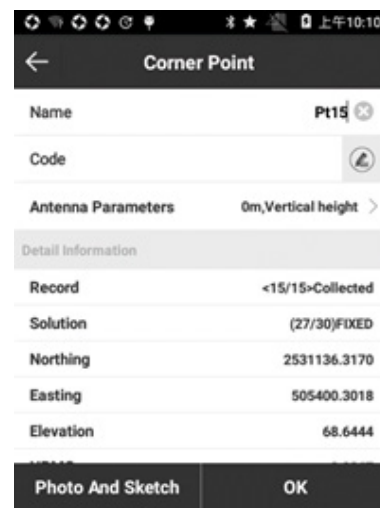 上午10:10
Corner Point
Name Pt15
Code
Antenna Parameters 0m,Vertical height
Detail Information
Record <15/15>Collected
Solution (27/30)FIXED
Northing 2531136.3170
Easting 505400.3018
Elevation 68.6444
Photo And Sketch OK